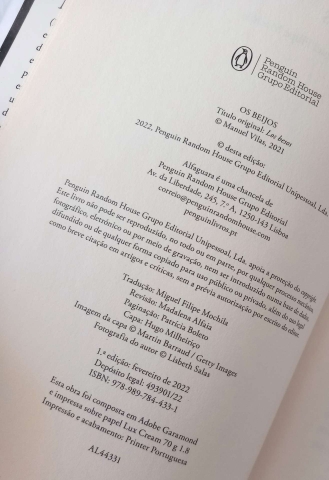 Penguin
Random House
Grupo Editorial
OS BEIJOS
Título original: Los besos
© Manuel Vilas, 2021
© desta edição:
2022, Penguin Random House Grupo Editorial Unipessoal, Lda.
Alfaguara é uma chancela de
Penguin Random House Grupo Editorial
Av. da Liberdade, 245, 7.º A, 1250-143 Lisboa
correio@penguinrandomhouse.com
penguinlivros.pt
Penguin Random House Grupo Editorial Unipessoal, Lda. apoia a proteção do copyright.
Este livro não pode ser reproduzido, no todo ou em parte, por qualquer processo mecânico,
fotográfico, eletrónico ou por meio de gravação, nem ser introduzido numa base de dados,
difundido ou de qualquer forma copiado para uso público ou privado, além do uso legal
como breve citação em artigos e críticas, sem a prévia autorização por escrito do editor.
Tradução: Miguel Filipe Mochila
Revisão: Madalena Alfaia
Paginação: Patrícia Boleto
Capa: Hugo Milheiriço
Imagem da capa © Martin Barraud / Getty Images
Fotografia do autor © Lisbeth Salas
1.ª edição: fevereiro de 2022
Depósito legal: 493901/22
ISBN: 978-989-784-433-1
Esta obra foi composta em Adobe Garamond
e impressa sobre papel Lux Cream 70 g 1.8
Impressão e acabamento: Printer Portuguesa
AL44331